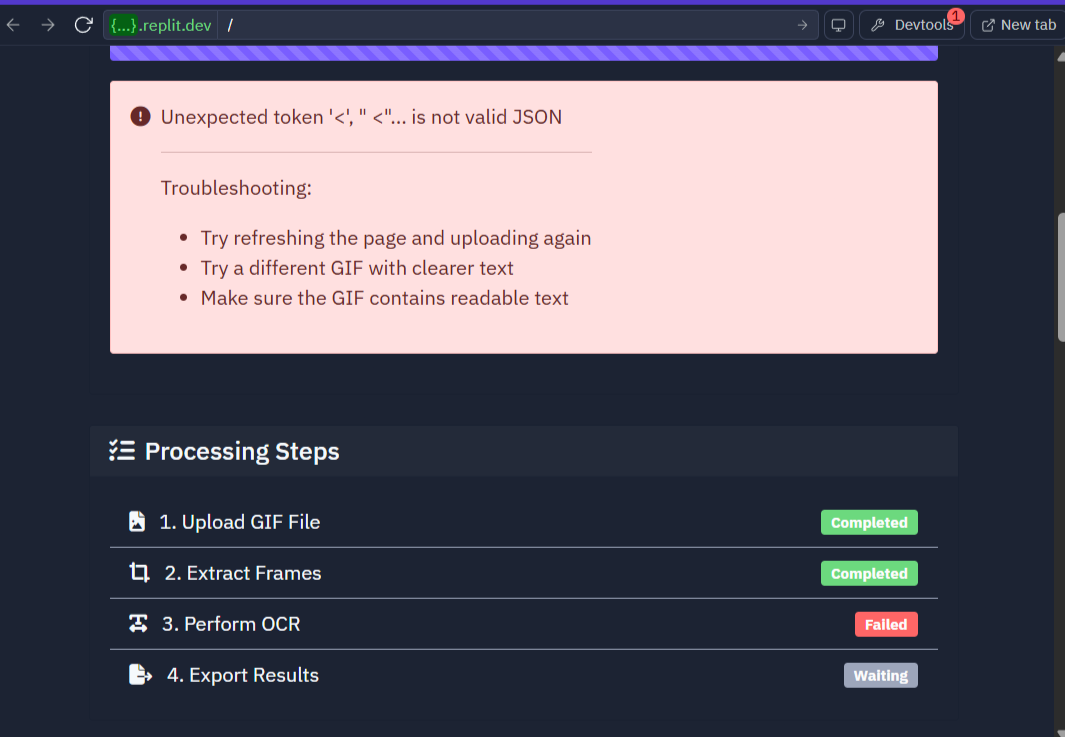 {...}.replit.dev /
Devtools 1
New tab
Unexpected token '<', " <"... is not valid JSON
Troubleshooting:
Try refreshing the page and uploading again
Try a different GIF with clearer text
Make sure the GIF contains readable text
Processing Steps
1. Upload GIF File Completed
2. Extract Frames Completed
3. Perform OCR Failed
4. Export Results Waiting